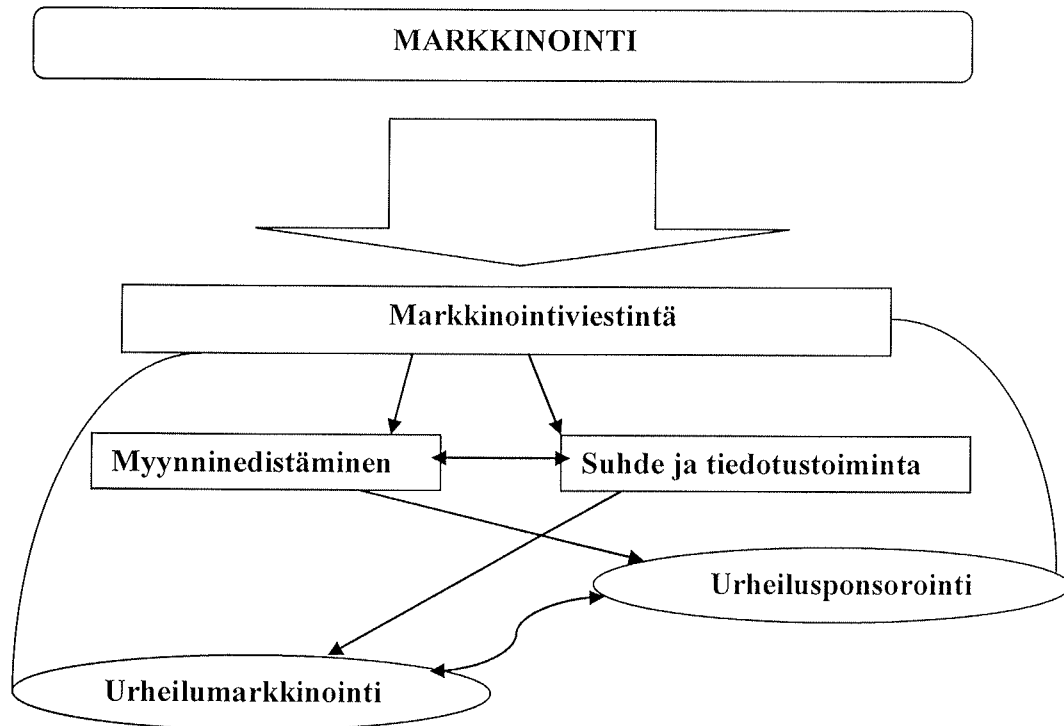 MARKKINOINTI
Markkinointiviestintä
Myynninedistäminen
Suhde ja tiedotustoiminta
Urheilusponsorointi
Urheilumarkkinointi